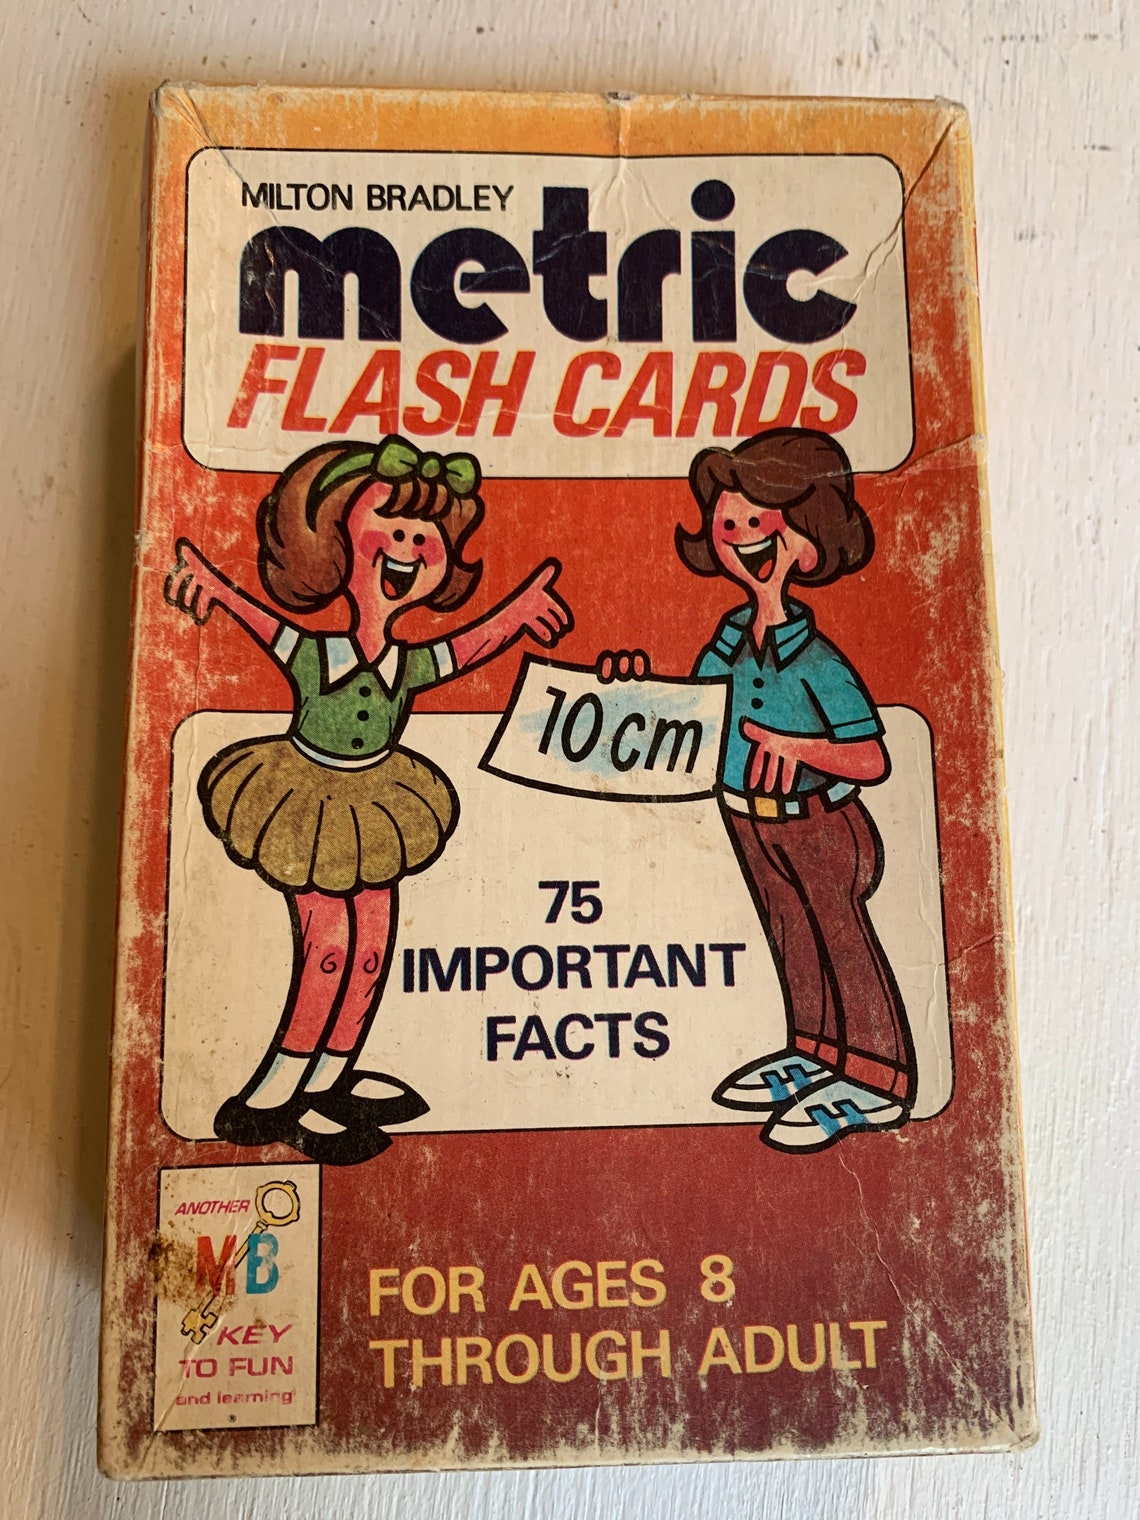 MILTON BRADLEY
metric
FLASH CARDS
10 cm
75
IMPORTANT
FACTS
ANOTHER
MB
KEY
TO FUN
and learning
®
FOR AGES 8
THROUGH ADULT